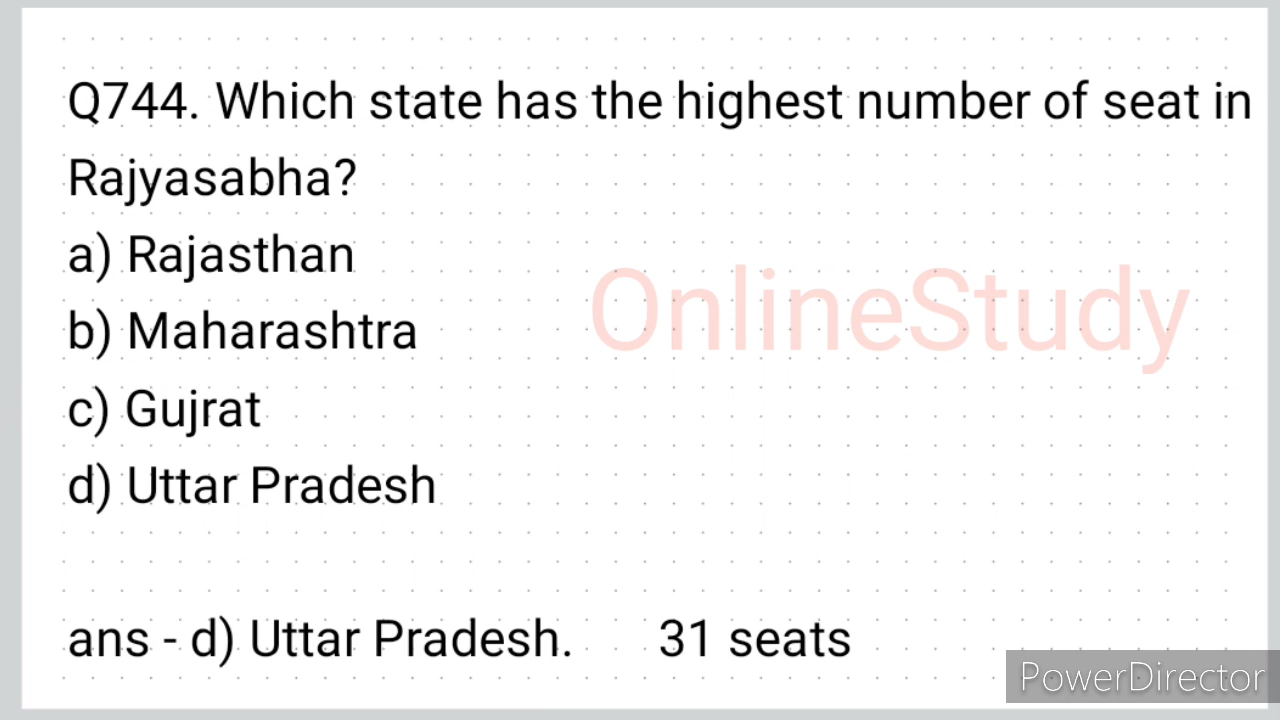 Q744. Which state has the highest number of seat in
Rajyasabha?
a) Rajasthan
b) Maharashtra
OnlineStudy
c) Gujrat
d) Uttar Pradesh
ans - d) Uttar Pradesh. 31 seats
PowerDirector